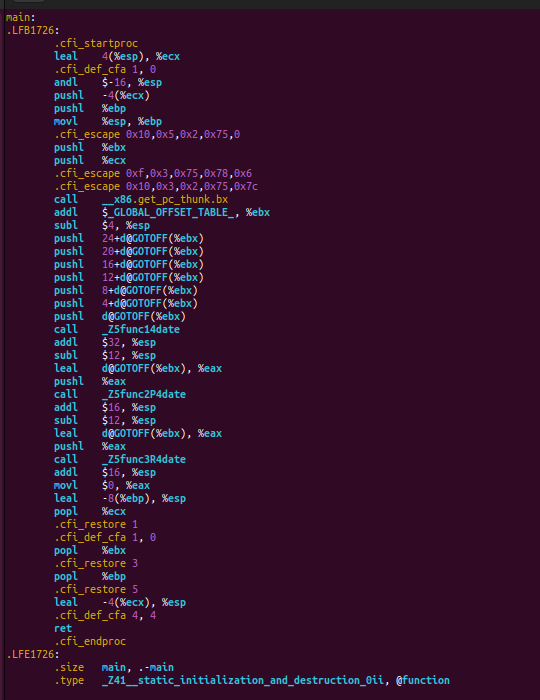 main:
.LFB1726:
.cfi_startproc
leal 4(%esp), %ecx
.cfi_def_cfa 1, 0
andl $-16, %esp
pushl -4(%ecx)
pushl %ebp
movl %esp, %ebp
.cfi_escape 0x10,0x5,0x2,0x75,0
pushl %ebx
pushl %ecx
.cfi_escape 0xf,0x3,0x75,0x78,0x6
.cfi_escape 0x10,0x3,0x2,0x75,0x7c
call __x86.get_pc_thunk.bx
addl $_GLOBAL_OFFSET_TABLE_, %ebx
subl $4, %esp
pushl 24+d@GOTOFF(%ebx)
pushl 20+d@GOTOFF(%ebx)
pushl 16+d@GOTOFF(%ebx)
pushl 12+d@GOTOFF(%ebx)
pushl 8+d@GOTOFF(%ebx)
pushl 4+d@GOTOFF(%ebx)
pushl d@GOTOFF(%ebx)
call _Z5func14date
addl $32, %esp
subl $12, %esp
leal d@GOTOFF(%ebx), %eax
pushl %eax
call _Z5func2P4date
addl $16, %esp
subl $12, %esp
leal d@GOTOFF(%ebx), %eax
pushl %eax
call _Z5func3R4date
addl $16, %esp
movl $0, %eax
leal -8(%ebp), %esp
popl %ecx
.cfi_restore 1
.cfi_def_cfa 1, 0
popl %ebx
.cfi_restore 3
popl %ebp
.cfi_restore 5
leal -4(%ecx), %esp
.cfi_def_cfa 4, 4
ret
.cfi_endproc
.LFE1726:
.size main, .-main
.type _Z41__static_initialization_and_destruction_0ii, @function